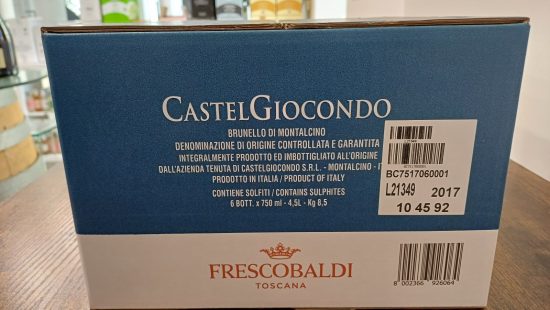 CASTELGIOCONDO
BRUNELLO DI MONTALCINO
DENOMINAZIONE DI ORIGINE CONTROLLATA E GARANTITA
INTEGRALMENTE PRODOTTO ED IMBOTTIGLIATO ALL'ORIGINE
DALL'AZIENDA TENUTA DI CASTELGIOCONDO S.R.L. - MONTALCINO - IT
PRODOTTO IN ITALIA / PRODUCT OF ITALY
CONTIENE SOLFITI / CONTAINS SULPHITES
6 BOTT. x 750 ml - 4,5L - Kg 8,5
BC7517060001
L21349 2017
10 45 92
FRESCOBALDI
TOSCANA
8 002366 926064